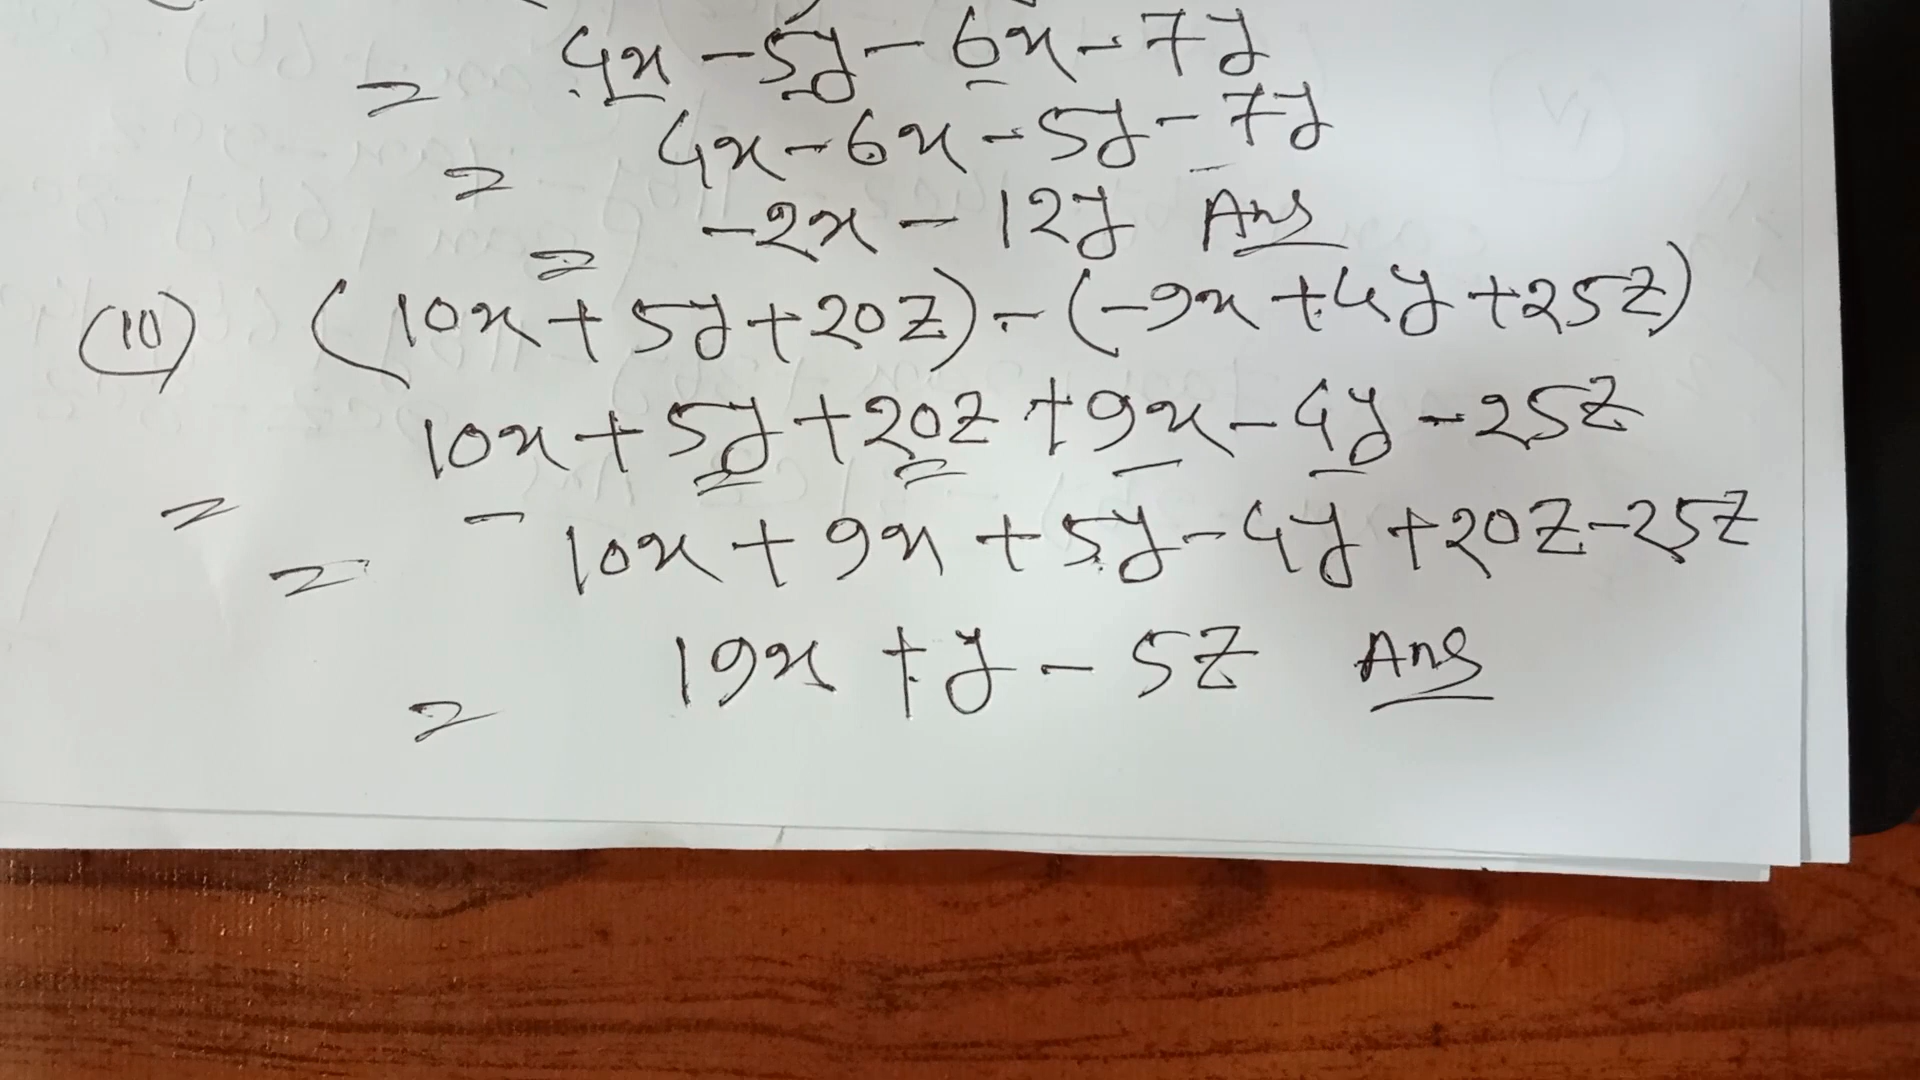 = 4x - 5y - 6x - 7y
= 4x - 6x - 5y - 7y
= -2x - 12y Ans
(111) (10x + 5y + 20z) - (-9x + 4y + 25z)
= 10x + 5y + 20z + 9x - 4y - 25z
= 10x + 9x + 5y - 4y + 20z - 25z
= 19x + y - 5z Ans